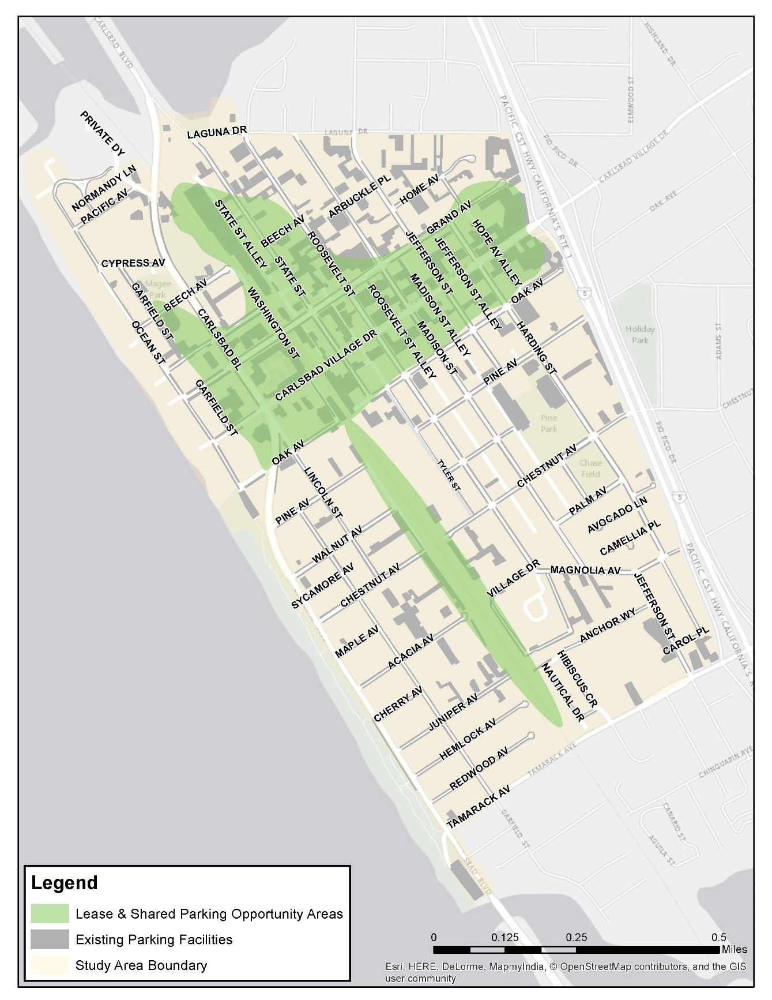 CARLSBAD BLVD
HIGHLAND DR
ELMWOOD ST
PACIFIC CST HWY-CALIFORNIA'S RTE 1
PIO PICO DR
CARLSBAD VILLAGE DR
OAK AVE
PRIVATE DY
LAGUNA DR
LAGUNA DR
NORMANDY LN
PACIFIC AV
ARBUCKLE PL
HOME AV
GRAND AV
STATE ST ALLEY
BEECH AV
ROOSEVELT ST
JEFFERSON ST
JEFFERSON ST ALLEY
HOPE AV ALLEY
CYPRESS AV
STATE ST
Magee
Park
GARFIELD ST
BEECH AV
WASHINGTON ST
ROOSEVELT ST ALLEY
MADISON ST ALLEY
OAK AV
5
OCEAN ST
CARLSBAD BL
MADISON ST
HARDING ST
Holiday
Park
ADAMS ST
CARLSBAD VILLAGE DR
PINE AV
GARFIELD ST
CHESTNUT
Pine
Park
PIO PICO DR
OAK AV
LINCOLN ST
TYLER ST
CHESTNUT AV
Chase
Field
5
PINE AV
PALM AV
AVOCADO LN
WALNUT AV
CAMELLIA PL
SYCAMORE AV
CHESTNUT AV
VILLAGE DR
MAGNOLIA AV
PACIFIC CST HWY-CALIFORNIA'S
JEFFERSON ST
MAPLE AV
ACACIA AV
ANCHOR WY
CAROL PL
HIBISCUS CR
NAUTICAL DR
CHERRY AV
JUNIPER AV
HEMLOCK AV
REDWOOD AV
TAMARACK AVE
CHINQUAPIN AVE
TAMARACK AV
GARFIELD ST
CANARIO ST
AGUILA ST
SBAD BLVD
Legend
Lease & Shared Parking Opportunity Areas
Existing Parking Facilities
Study Area Boundary
0 0.125 0.25 0.5
Miles
Esri, HERE, DeLorme, MapmyIndia, © OpenStreetMap contributors, and the GIS
user community